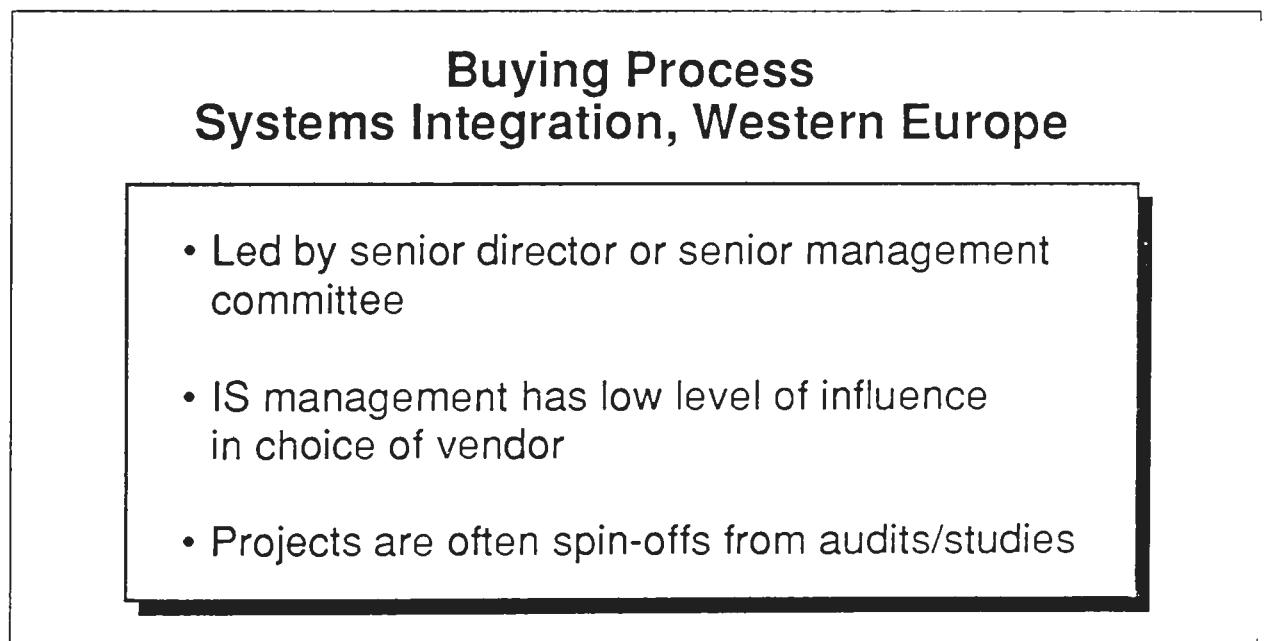 Buying Process
Systems Integration, Western Europe
• Led by senior director or senior management
committee
• IS management has low level of influence
in choice of vendor
• Projects are often spin-offs from audits/studies